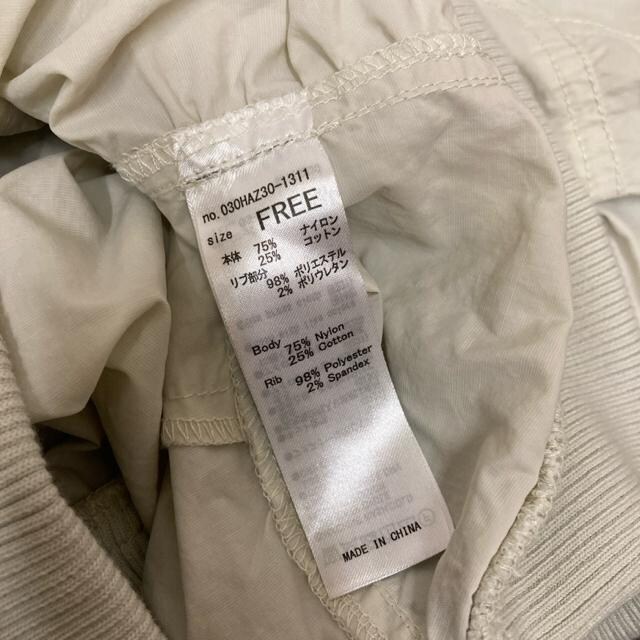 no. 030HAZ30-1311
size FREE
本体 75% ナイロン
25% コットン
リブ部分 98% ポリエステル
2% ポリウレタン
Body 75% Nylon
25% Cotton
Rib 98% Polyester
2% Spandex
MADE IN CHINA